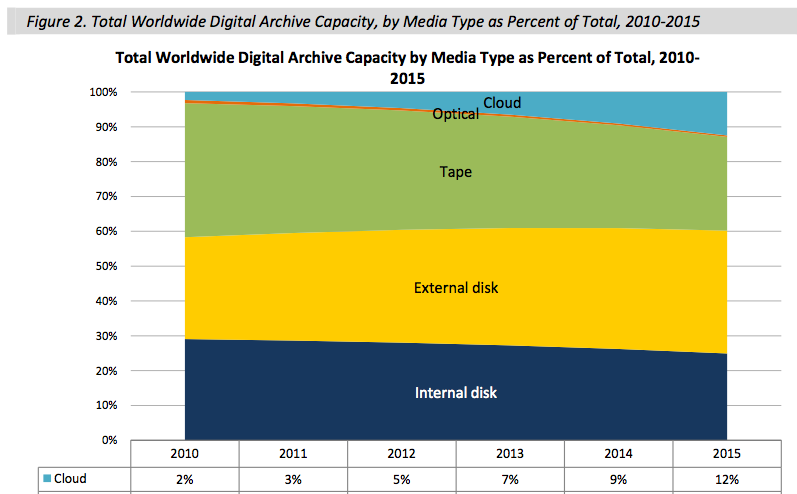 Figure 2. Total Worldwide Digital Archive Capacity, by Media Type as Percent of Total, 2010-2015
Total Worldwide Digital Archive Capacity by Media Type as Percent of Total, 2010-
2015
100%
Cloud
Optical
90%
80%
Tape
70%
60%
50%
External disk
40%
30%
20%
Internal disk
10%
0%
2010 2011 2012 2013 2014 2015
Cloud 2% 3% 5% 7% 9% 12%